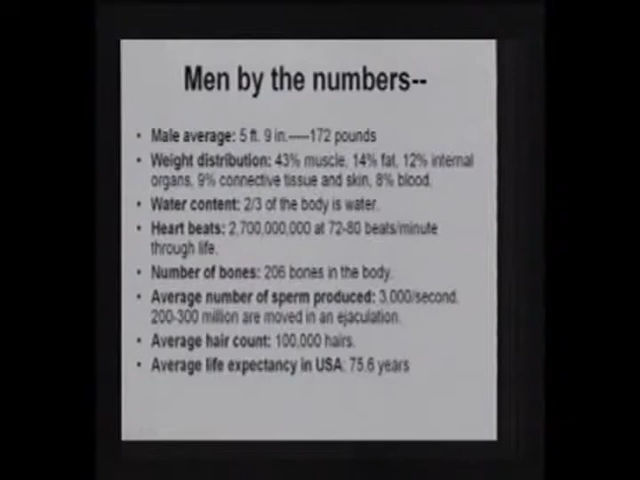 Men by the numbers--
• Male average: 5 ft. 9 in.----172 pounds
• Weight distribution: 43% muscle, 14% fat, 12% internal
organs, 9% connective tissue and skin, 8% blood.
• Water content: 2/3 of the body is water.
• Heart beats: 2,700,000,000 at 72-80 beats/minute
through life.
• Number of bones: 206 bones in the body.
• Average number of sperm produced: 3,000/second.
200-300 million are moved in an ejaculation.
• Average hair count: 100,000 hairs.
• Average life expectancy in USA: 75.6 years